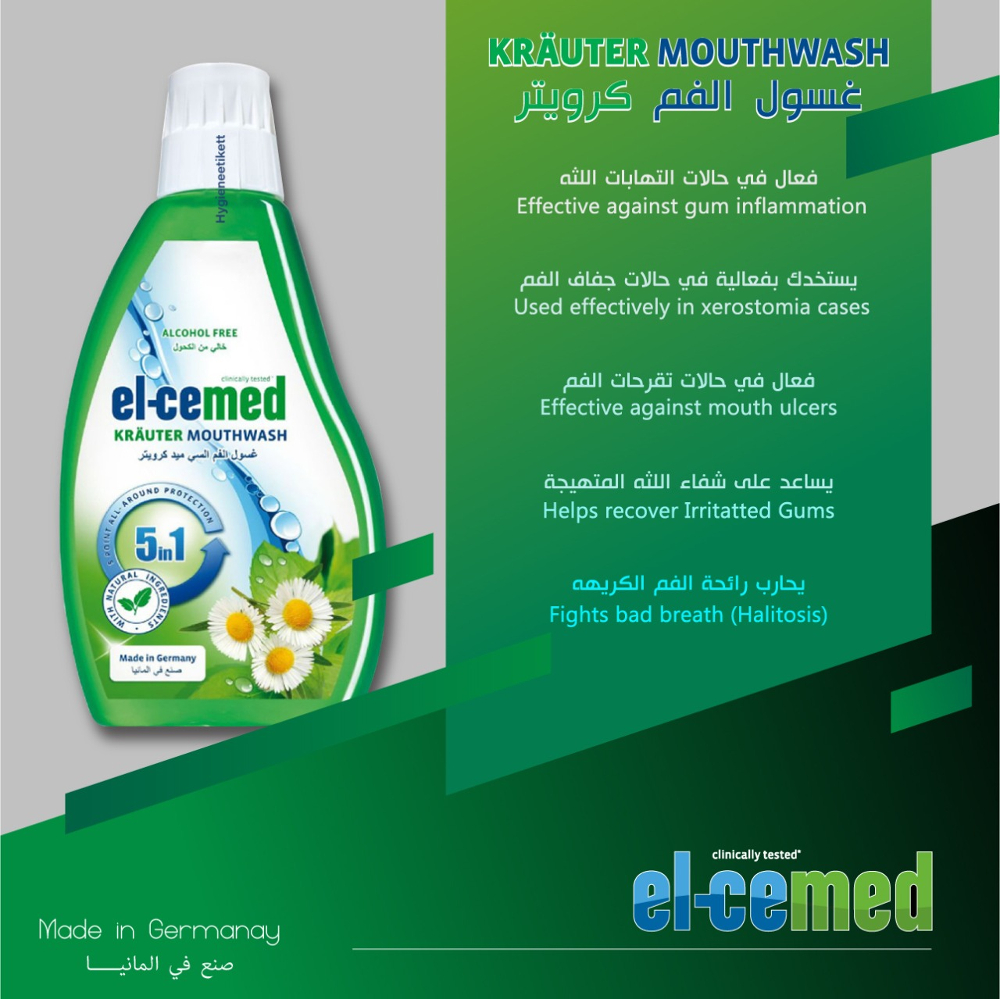 KRÄUTER MOUTHWASH
غسول الفم كرويتر
فعال في حالات التهابات اللثه
Effective against gum inflammation
يستخدك بفعالية في حالات جفاف الفم
Used effectively in xerostomia cases
فعال في حالات تقرحات الفم
Effective against mouth ulcers
يساعد على شفاء اللثه المتهيجة
Helps recover Irritatted Gums
يحارب رائحة الفم الكريهه
Fights bad breath (Halitosis)
Hygieneetikett
ALCOHOL FREE
خالي من الكحول
clinically tested*
el-cemed
KRÄUTER MOUTHWASH
غسول الفم السي ميد كرويتر
5 POINT ALL-AROUND PROTECTION
5in1
WITH NATURAL INGREDIENTS
Made in Germany
صنع في المانيا
clinically tested*
el-cemed
Made in Germanay
صنع في المانيـــا